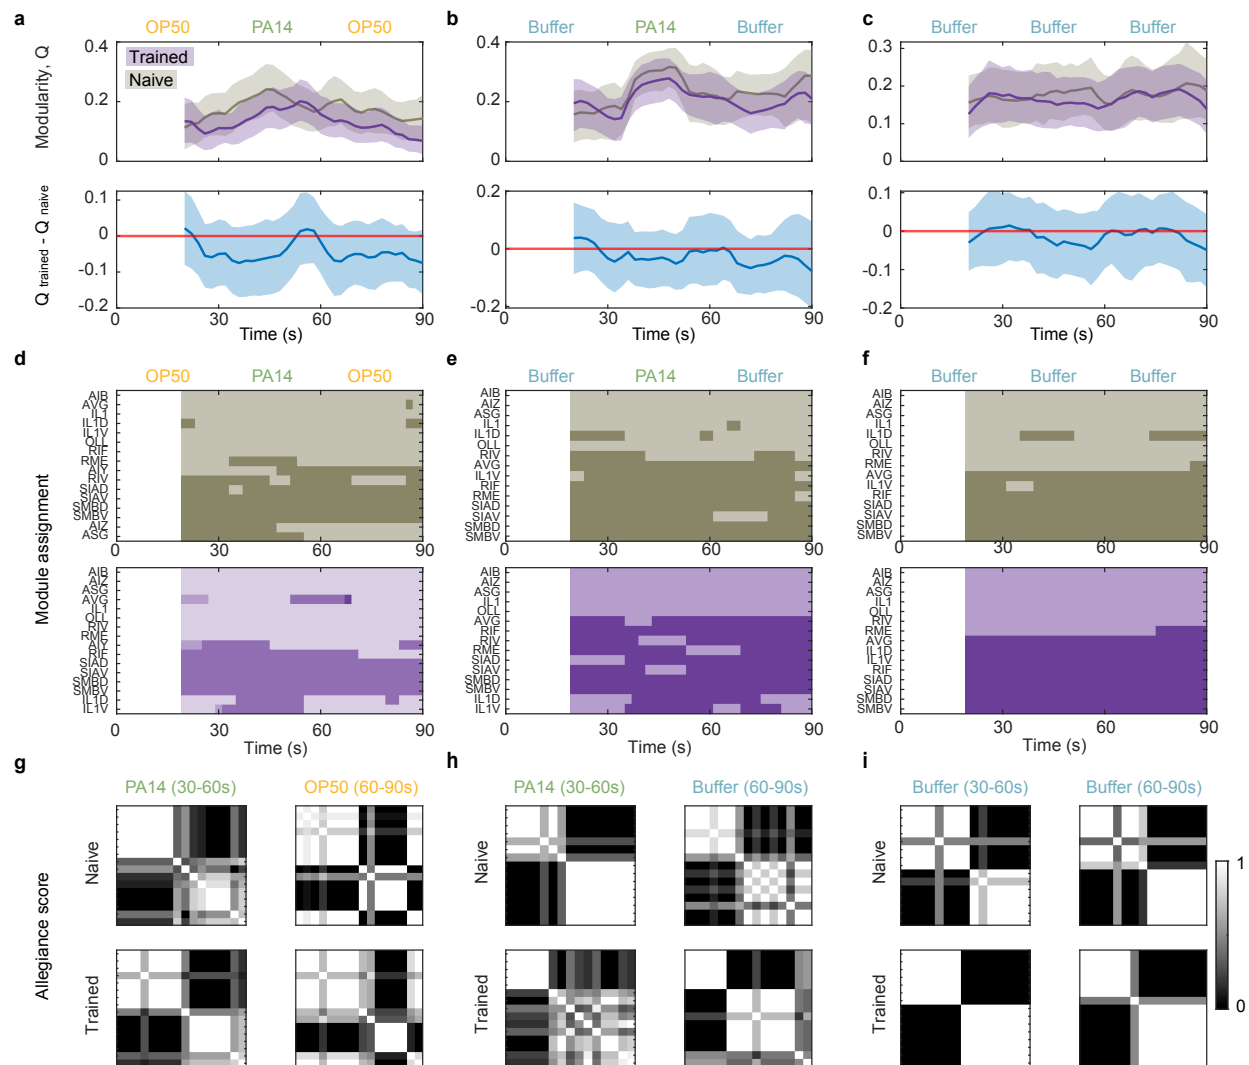 a
OP50 PA14 OP50
Modularity, Q
0.4
0.2
0
Trained
Naive
b
Buffer PA14 Buffer
0.4
0.2
0
c
Buffer Buffer Buffer
0.3
0.2
0.1
0
Q trained - Q naive
0.1
0
-0.1
-0.2
0 30 60 90
Time (s)
0.2
0
-0.2
0 30 60 90
Time (s)
0.1
0
-0.1
-0.2
0 30 60 90
Time (s)
d
OP50 PA14 OP50
Module assignment
AIB
AVG
IL1
IL1D
IL1V
OLL
RIF
RME
AIY
RIV
SIAD
SIAV
SMBD
SMBV
AIZ
ASG
0 30 60 90
AIB
AIZ
ASG
AVG
IL1
OLL
RIV
RME
AIY
RIF
SIAD
SIAV
SMBD
SMBV
IL1D
IL1V
0 30 60 90
Time (s)
e
Buffer PA14 Buffer
AIB
AIZ
ASG
IL1
IL1D
OLL
RIV
AVG
IL1V
RIF
RME
SIAD
SIAV
SMBD
SMBV
0 30 60 90
AIB
AIZ
ASG
IL1
OLL
AVG
RIF
RIV
RME
SIAD
SIAV
SMBD
SMBV
IL1D
IL1V
0 30 60 90
Time (s)
f
Buffer Buffer Buffer
AIB
AIZ
ASG
IL1
IL1D
OLL
RIV
RME
AVG
IL1V
RIF
SIAD
SIAV
SMBD
SMBV
0 30 60 90
AIB
AIZ
ASG
IL1
OLL
RIV
RME
AVG
IL1D
IL1V
RIF
SIAD
SIAV
SMBD
SMBV
0 30 60 90
Time (s)
g
PA14 (30-60s) OP50 (60-90s)
Allegiance score
Naive
Trained
h
PA14 (30-60s) Buffer (60-90s)
Naive
Trained
i
Buffer (30-60s) Buffer (60-90s)
Naive
Trained
1
0